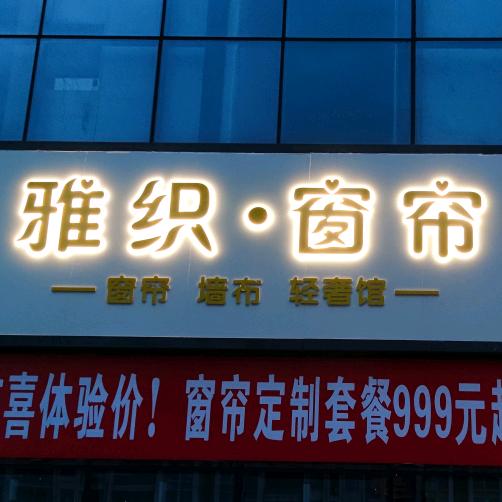 雅织·窗帘
— 窗帘 墙布 轻奢馆 —
喜体验价！窗帘定制套餐999元起